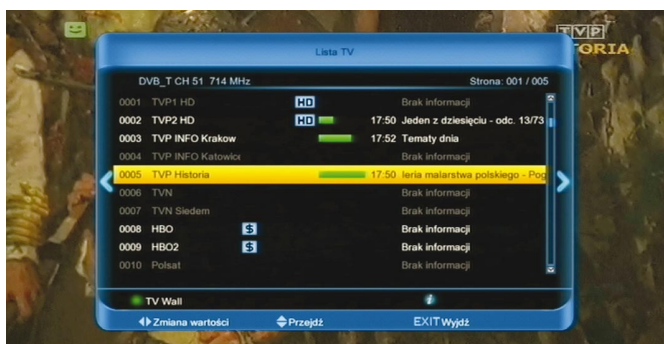 TVP
ORIA
Lista TV
DVB_T CH 51 714 MHz Strona: 001 / 005
0001 TVP1 HD HD Brak informacji
0002 TVP2 HD HD 17:50 Jeden z dziesięciu - odc. 13/73
0003 TVP INFO Krakow 17:52 Tematy dnia
0004 TVP INFO Katowice Brak informacji
0005 TVP Historia 17:50 leria malarstwa polskiego - Pog
0006 TVN Brak informacji
0007 TVN Siedem Brak informacji
0008 HBO $ Brak informacji
0009 HBO2 $ Brak informacji
0010 Polsat Brak informacji
TV Wall i
Zmiana wartości Przejdź EXIT Wyjdź